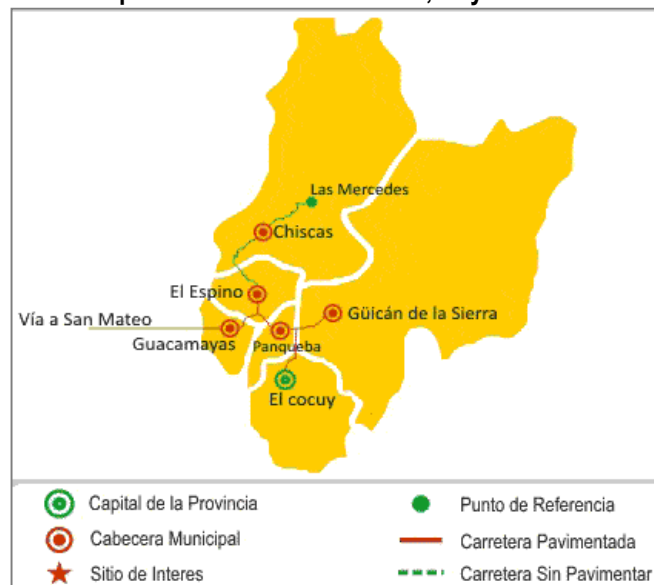 Las Mercedes
Chiscas
El Espino
Güicán de la Sierra
Vía a San Mateo
Guacamayas
Panqueba
El cocuy
Capital de la Provincia
Punto de Referencia
Cabecera Municipal
Carretera Pavimentada
Sitio de Interes
Carretera Sin Pavimentar